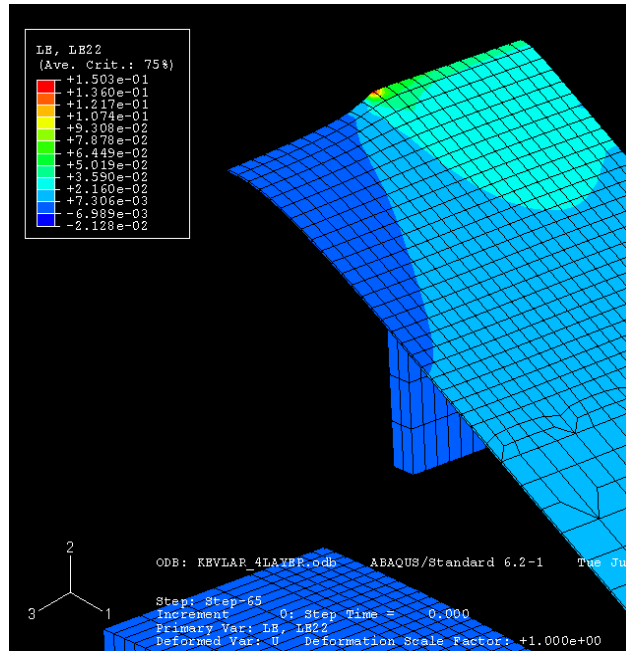 LE, LE22
(Ave. Crit.: 75%)
+1.503e-01
+1.360e-01
+1.217e-01
+1.074e-01
+9.308e-02
+7.878e-02
+6.449e-02
+5.019e-02
+3.590e-02
+2.160e-02
+7.306e-03
-6.989e-03
-2.128e-02
2
3
1
ODB: KEVLAR_4LAYER.odb ABAQUS/Standard 6.2-1 Tue Ju
Step: Step-65
Increment 0: Step Time = 0.000
Primary Var: LE, LE22
Deformed Var: U Deformation Scale Factor: +1.000e+00